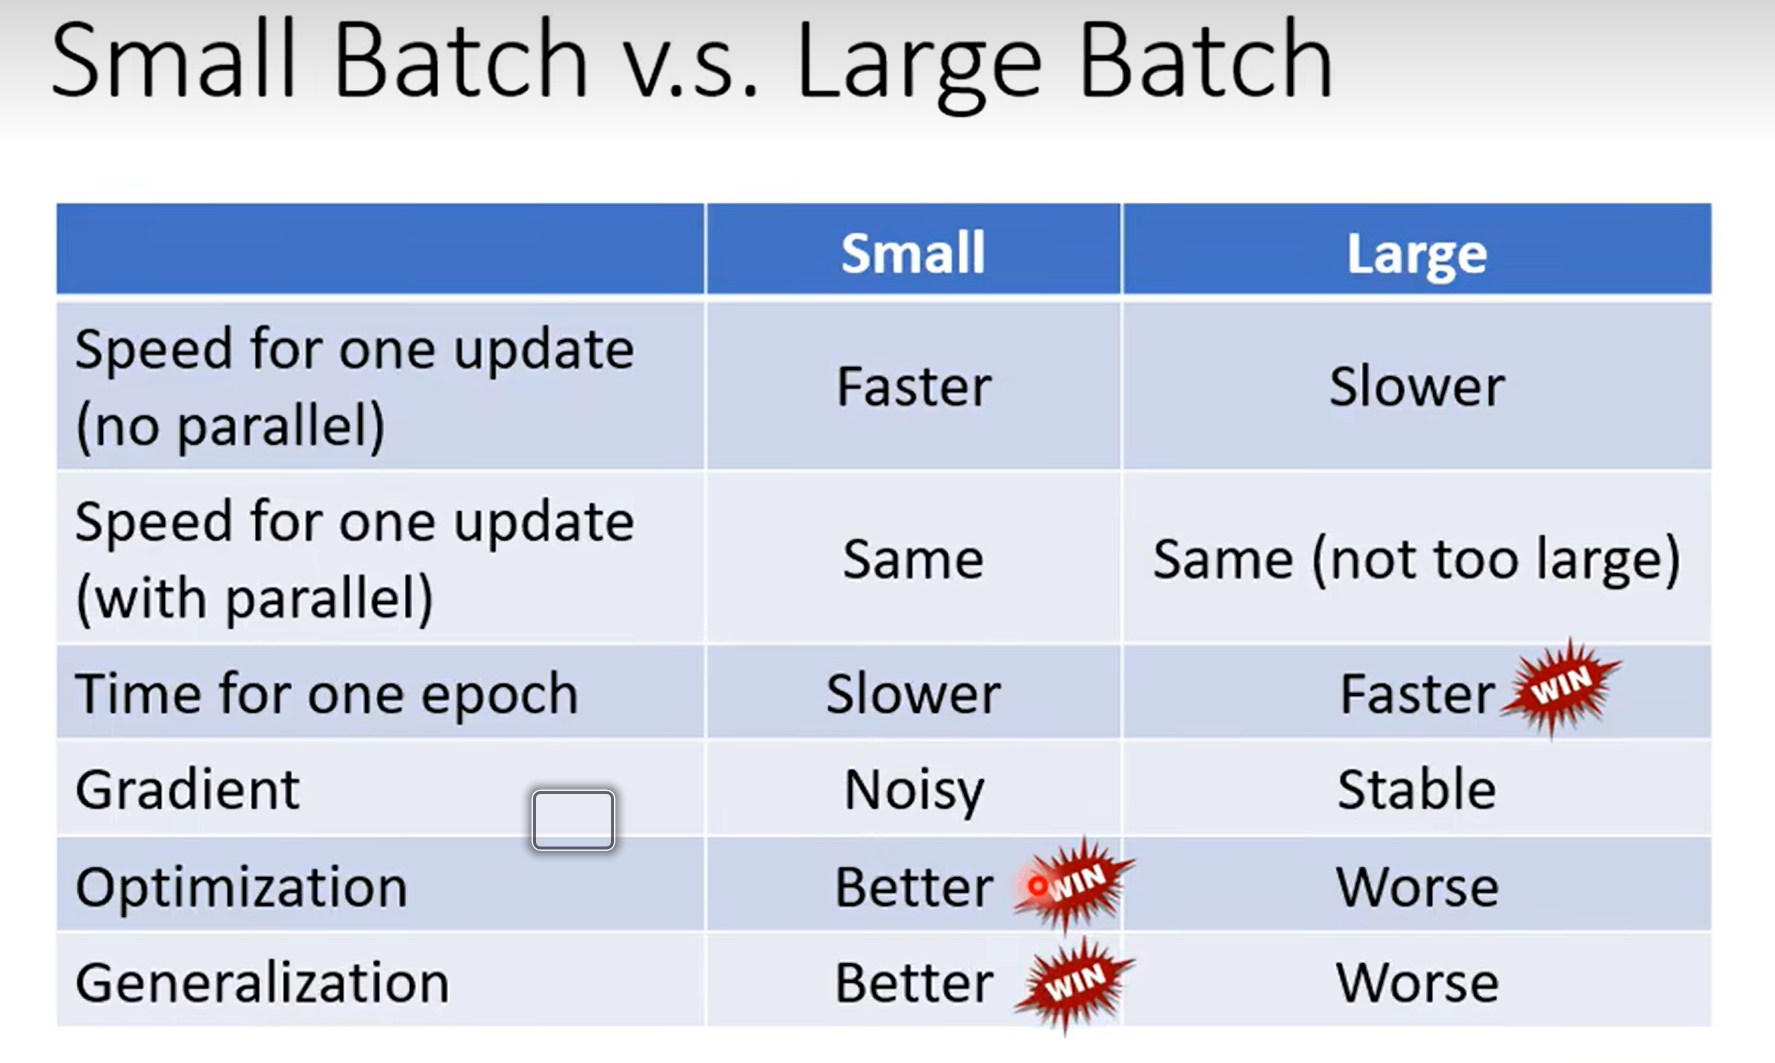 Small Batch v.s. Large Batch
Small Large
Speed for one update
(no parallel)
Faster Slower
Speed for one update
(with parallel)
Same Same (not too large)
Time for one epoch Slower Faster WIN
Gradient Noisy Stable
Optimization Better WIN Worse
Generalization Better WIN Worse